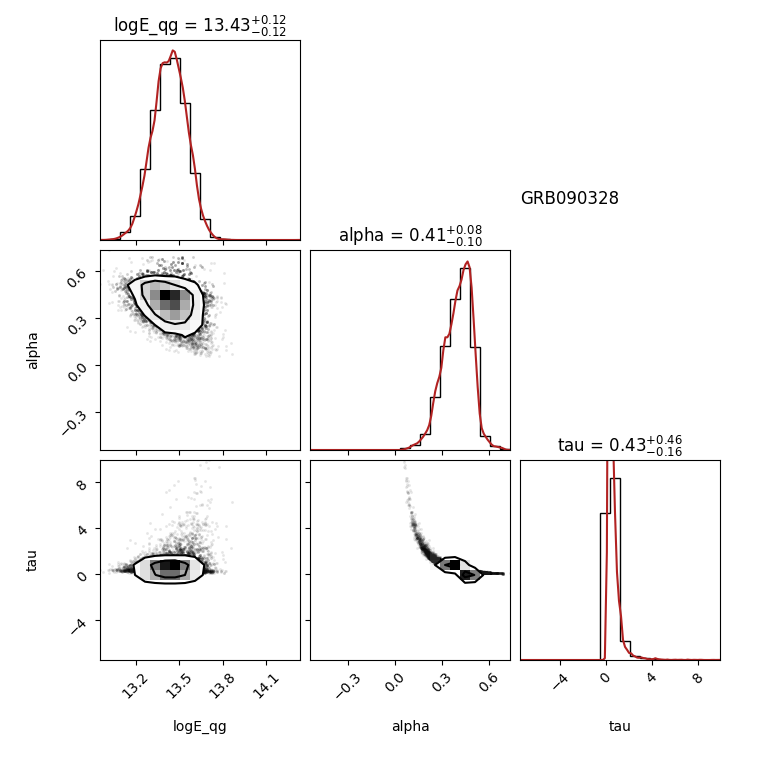 logE_qg = 13.43+0.12−0.12
GRB090328
alpha = 0.41+0.08−0.10
0.6
0.3
0.0
−0.3
alpha
tau = 0.43+0.46−0.16
8
4
0
−4
tau
13.2 13.5 13.8 14.1
−0.3 0.0 0.3 0.6
−4 0 4 8
logE_qg alpha tau